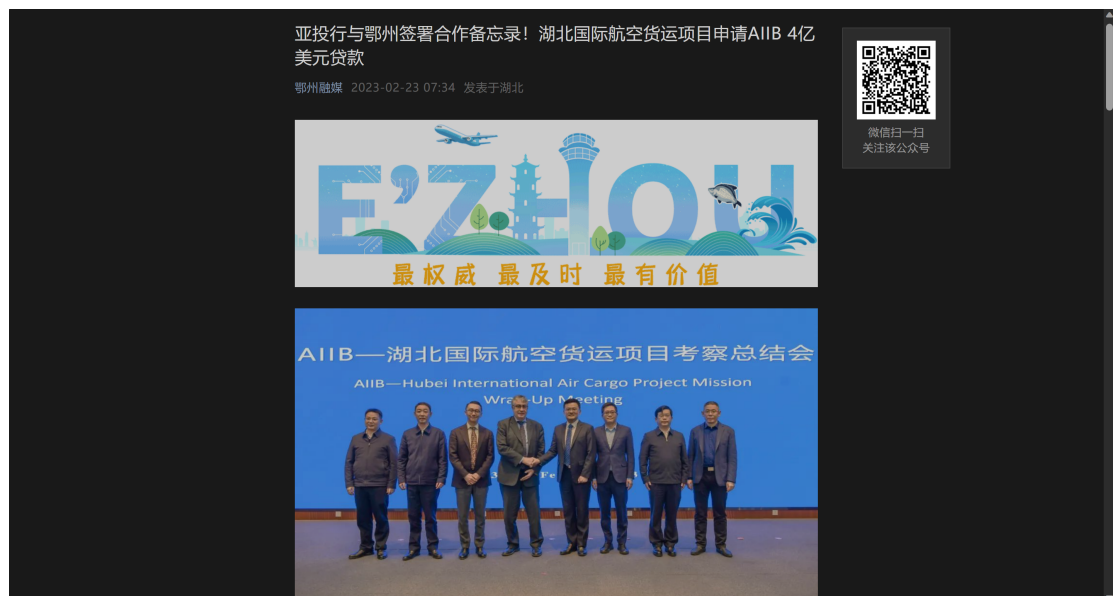 亚投行与鄂州签署合作备忘录！湖北国际航空货运项目申请AIIB 4亿
美元贷款
鄂州融媒 2023-02-23 07:34 发表于湖北
微信扫一扫
关注该公众号
E'ZHOU
最权威 最及时 最有价值
AIIB—湖北国际航空货运项目考察总结会
AIIB—Hubei International Air Cargo Project Mission
Meeting